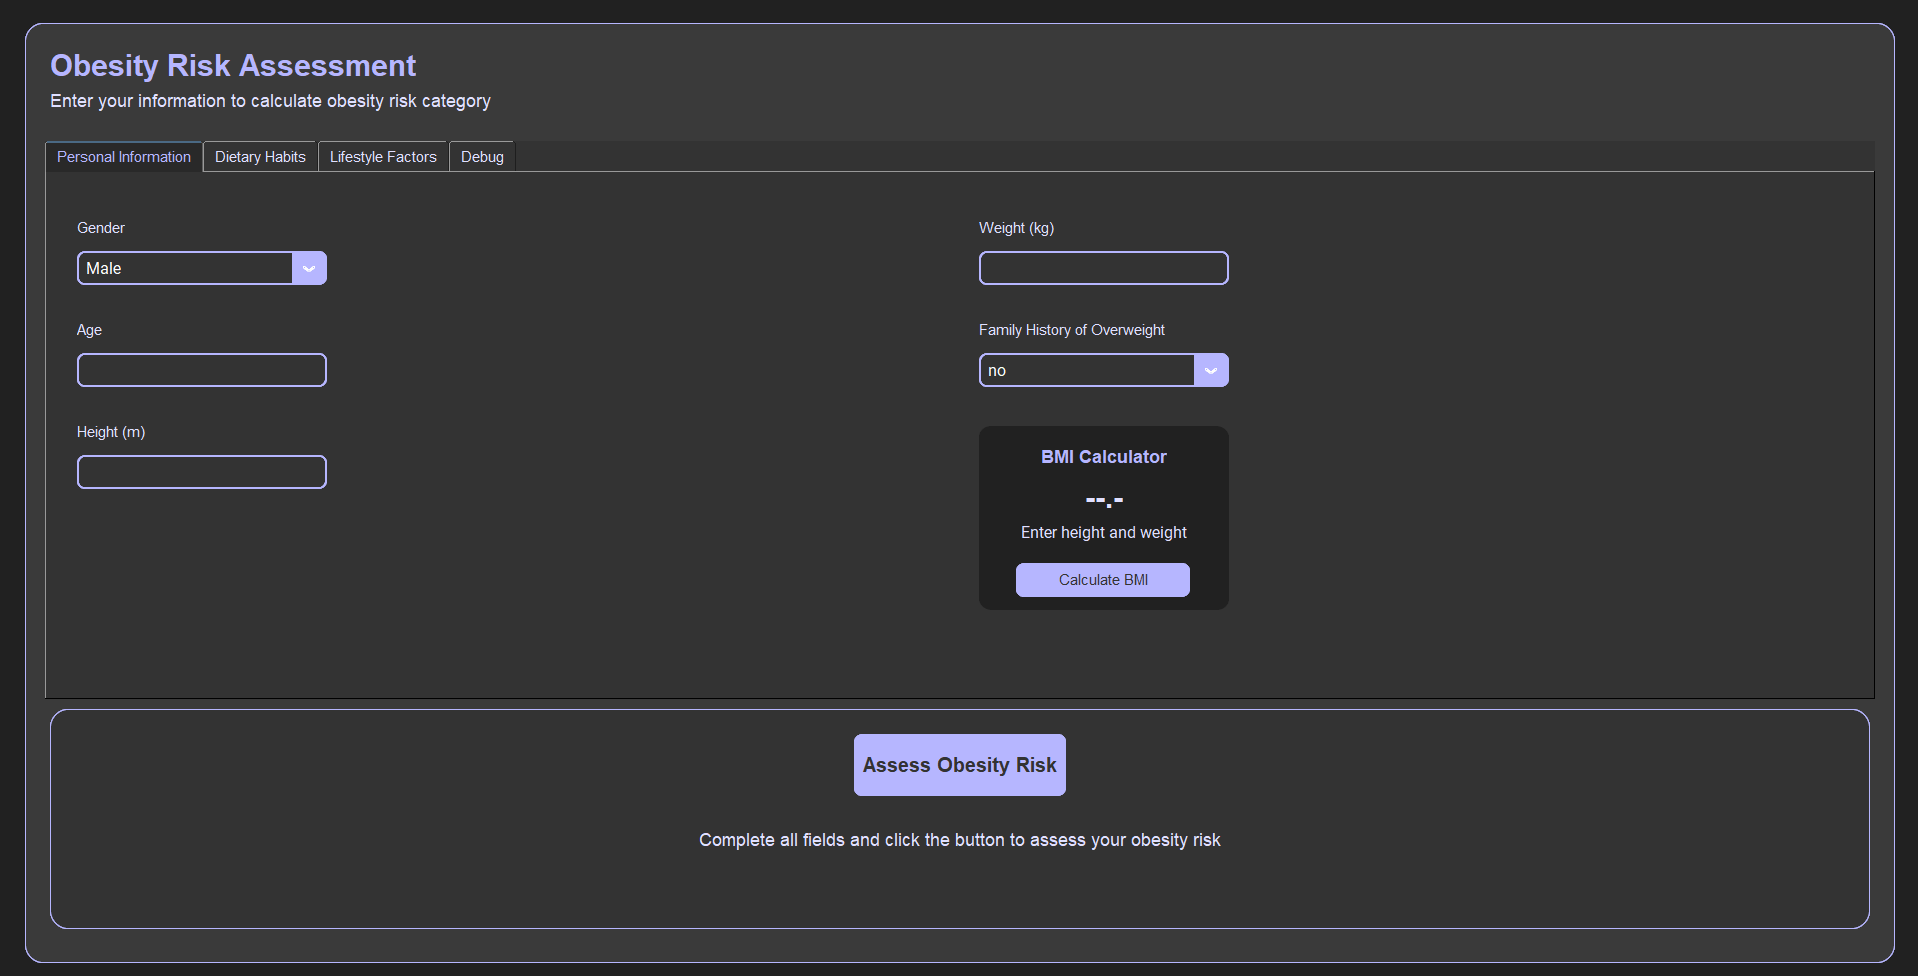 Obesity Risk Assessment
Enter your information to calculate obesity risk category
Personal Information Dietary Habits Lifestyle Factors Debug
Gender
Male
Age
Height (m)
Weight (kg)
Family History of Overweight
no
BMI Calculator
--.-
Enter height and weight
Calculate BMI
Assess Obesity Risk
Complete all fields and click the button to assess your obesity risk